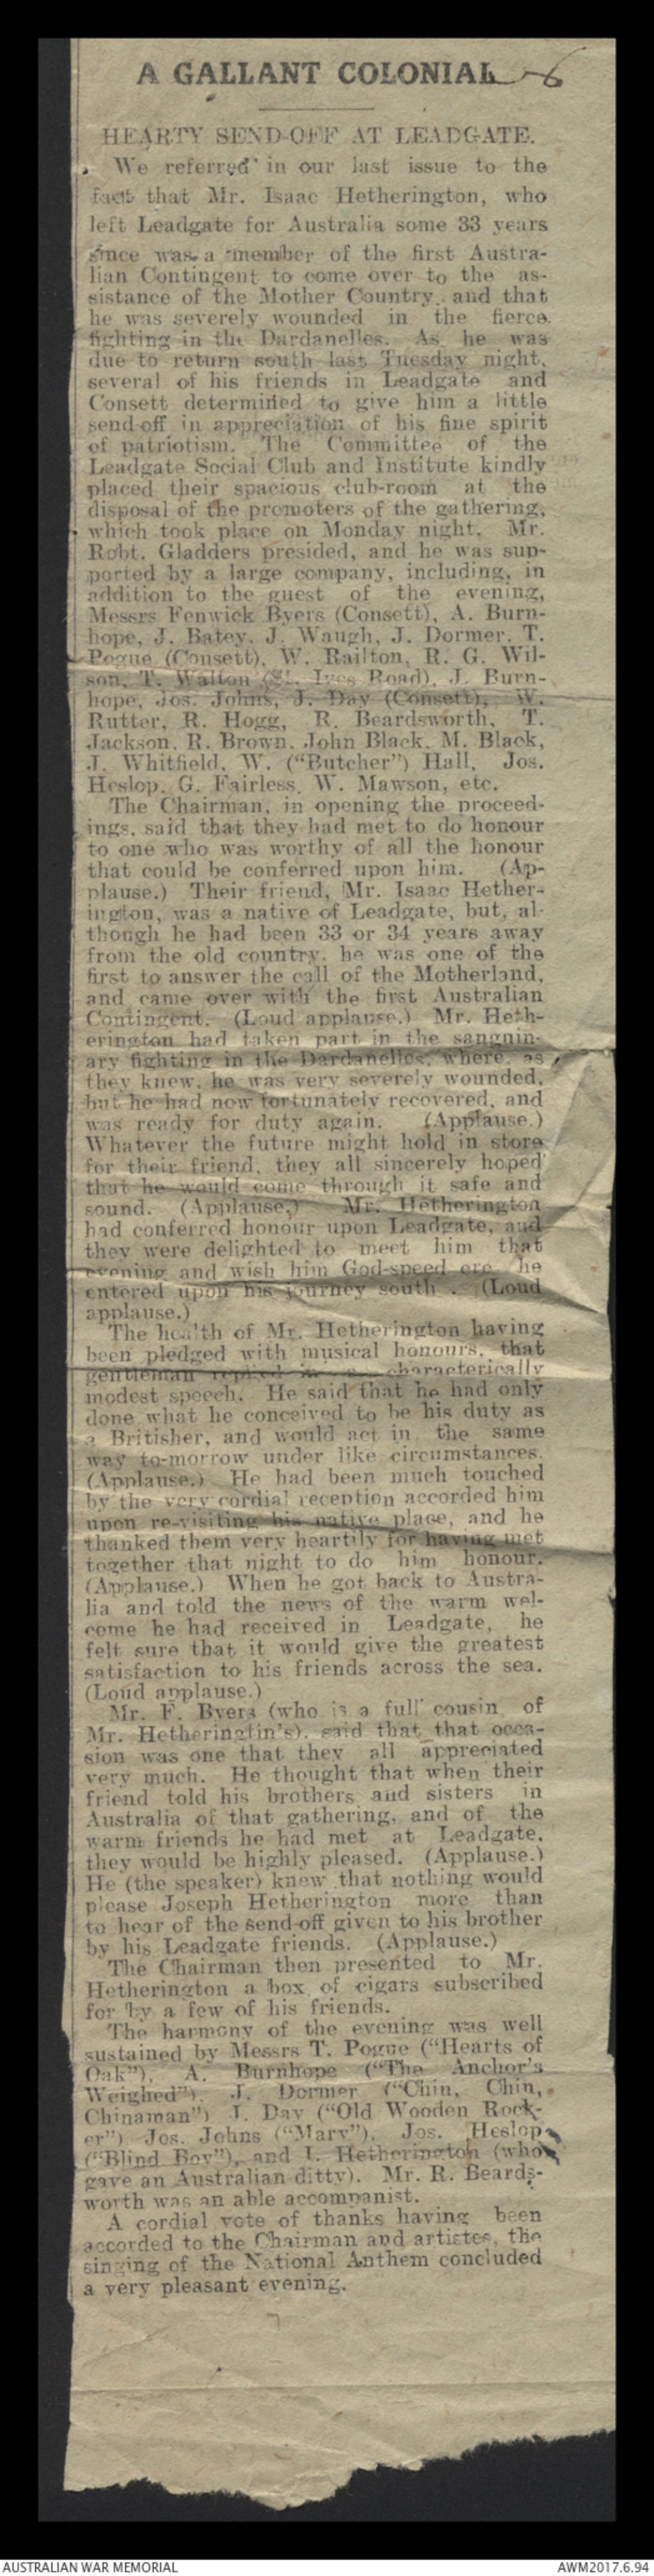 A GALLANT COLONIAL
HEARTY SEND-OFF AT LEADGATE.
We referred in our last issue to the
fact that Mr. Isaac Hetherington, who
left Leadgate for Australia some 33 years
since was a member of the first Austra-
lian Contingent to come over to the as-
sistance of the Mother Country, and that
he was severely wounded in the fierce
fighting in the Dardanelles. As he was
due to return south last Tuesday night,
several of his friends in Leadgate and
Consett determined to give him a little
send-off in appreciation of his fine spirit
of patriotism. The Committee of the
Leadgate Social Club and Institute kindly
placed their spacious club-room at the
disposal of the promoters of the gathering,
which took place on Monday night. Mr.
Robt. Gladders presided, and he was sup-
ported by a large company, including, in
addition to the guest of the evening,
Messrs Fenwick Byers (Consett), A. Burn-
hope, J. Batey, J. Waugh, J. Dormer, T.
Pogue (Consett), W. Railton, R. G. Wil-
son, T. Walton (St. Ives Road), J. Burn-
hope, Jos. Johns, J. Day (Consett), W.
Rutter, R. Hogg, R. Beardsworth, T.
Jackson, R. Brown, John Black, M. Black,
J. Whitfield, W. ("Butcher") Hall, Jos.
Heslop, G. Fairless, W. Mawson, etc.
The Chairman, in opening the proceed-
ings, said that they had met to do honour
to one who was worthy of all the honour
that could be conferred upon him. (Ap-
plause.) Their friend, Mr. Isaac Hether-
ington, was a native of Leadgate, but, al-
though he had been 33 or 34 years away
from the old country, he was one of the
first to answer the call of the Motherland,
and came over with the first Australian
Contingent. (Loud applause.) Mr. Heth-
erington had taken part in the sanguin-
ary fighting in the Dardanelles, where, as
they knew, he was very severely wounded,
but he had now fortunately recovered, and
was ready for duty again. (Applause.)
Whatever the future might hold in store
for their friend, they all sincerely hoped
that he would come through it safe and
sound. (Applause.) Mr. Hetherington
had conferred honour upon Leadgate, and
they were delighted to meet him that
evening and wish him God-speed ere he
entered upon his journey south. (Loud
applause.)
The health of Mr. Hetherington having
been pledged with musical honours, that
gentleman replied in a characterically
modest speech. He said that he had only
done what he conceived to be his duty as
a Britisher, and would act in the same
way to-morrow under like circumstances.
(Applause.) He had been much touched
by the very cordial reception accorded him
upon re-visiting his native place, and he
thanked them very heartily for having met
together that night to do him honour.
(Applause.) When he got back to Austra-
lia and told the news of the warm wel-
come he had received in Leadgate, he
felt sure that it would give the greatest
satisfaction to his friends across the sea.
(Loud applause.)
Mr. F. Byers (who is a full cousin of
Mr. Hetheringtin's), said that that occa-
sion was one that they all appreciated
very much. He thought that when their
friend told his brothers and sisters in
Australia of that gathering, and of the
warm friends he had met at Leadgate,
they would be highly pleased. (Applause.)
He (the speaker) knew that nothing would
please Joseph Hetherington more than
to hear of the send-off given to his brother
by his Leadgate friends. (Applause.)
The Chairman then presented to Mr.
Hetherington a box of cigars subscribed
for by a few of his friends.
The harmony of the evening was well
sustained by Messrs T. Pogue ("Hearts of
Oak"), A. Burnhope ("The Anchor's
Weighed"), J. Dormer ("Chin, Chin,
Chinaman") J. Day ("Old Wooden Rock-
er") Jos. Johns ("Mary"), Jos. Heslop
("Blind Boy"), and I. Hetherington (who
gave an Australian ditty). Mr. R. Beards-
worth was an able accompanist.
A cordial vote of thanks having been
accorded to the Chairman and artistes, the
singing of the National Anthem concluded
a very pleasant evening.
AUSTRALIAN WAR MEMORIAL
AWM2017.6.94